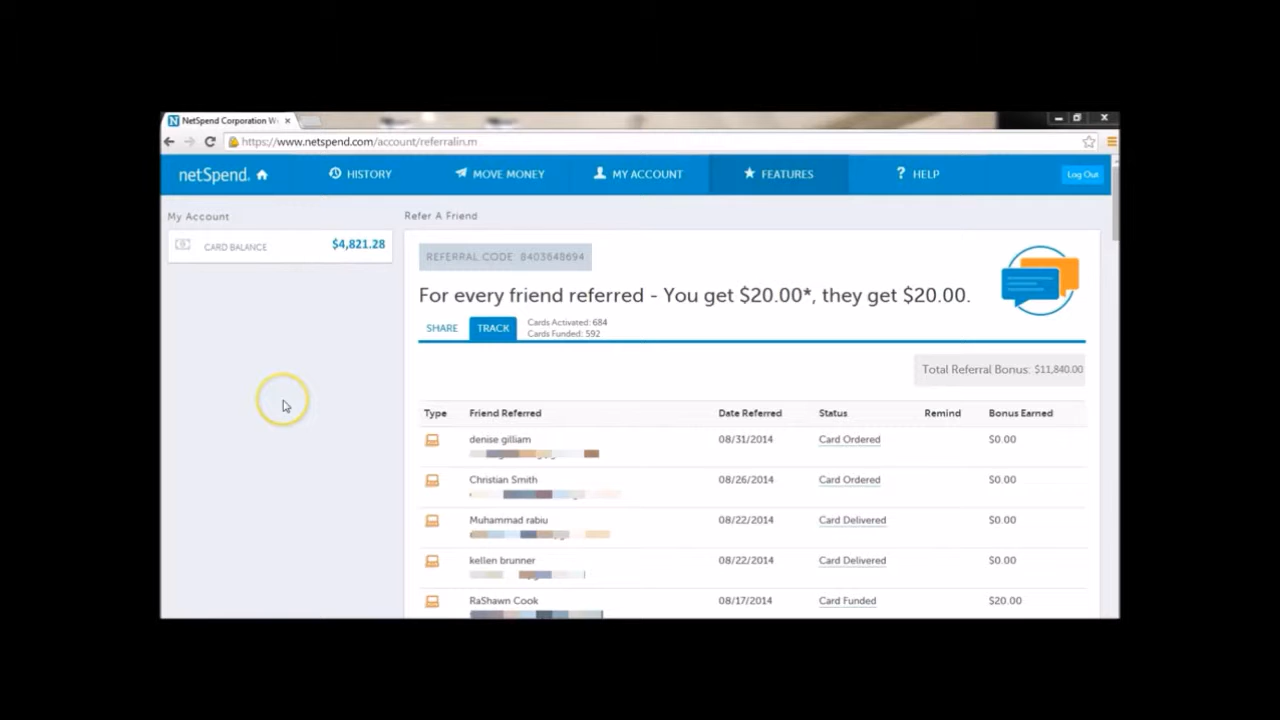 NetSpend Corporation W
https://www.netspend.com/account/referralin.m
netSpend. HISTORY MOVE MONEY MY ACCOUNT FEATURES ? HELP Log Out
My Account
CARD BALANCE $4,821.28
Refer A Friend
REFERRAL CODE 8403648694
For every friend referred - You get $20.00*, they get $20.00.
SHARE TRACK
Cards Activated: 684
Cards Funded: 592
Total Referral Bonus: $11,840.00
Type Friend Referred Date Referred Status Remind Bonus Earned
denise gilliam 08/31/2014 Card Ordered $0.00
Christian Smith 08/26/2014 Card Ordered $0.00
Muhammad rabiu 08/22/2014 Card Delivered $0.00
kellen brunner 08/22/2014 Card Delivered $0.00
RaShawn Cook 08/17/2014 Card Funded $20.00